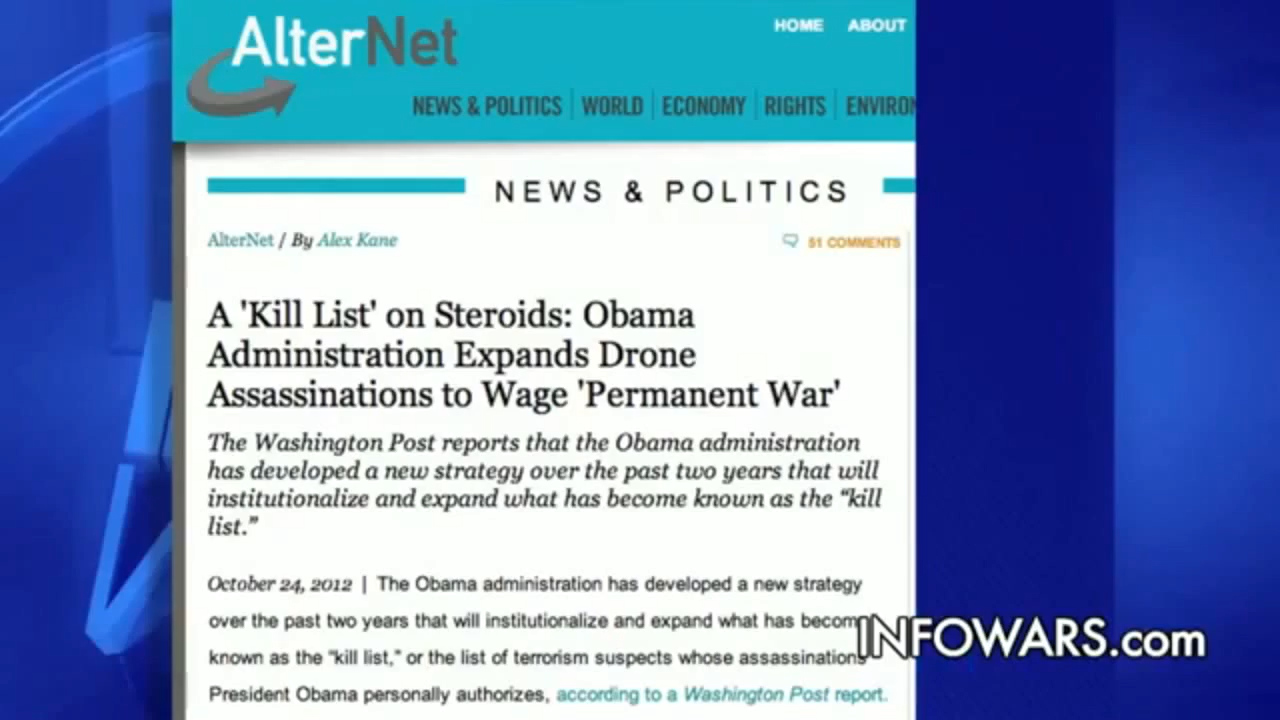 AlterNet
HOME ABOUT
NEWS & POLITICS WORLD ECONOMY RIGHTS ENVIRON
NEWS & POLITICS
AlterNet / By Alex Kane
51 COMMENTS
A 'Kill List' on Steroids: Obama
Administration Expands Drone
Assassinations to Wage 'Permanent War'
The Washington Post reports that the Obama administration
has developed a new strategy over the past two years that will
institutionalize and expand what has become known as the “kill
list.”
October 24, 2012 | The Obama administration has developed a new strategy
over the past two years that will institutionalize and expand what has becom
known as the “kill list,” or the list of terrorism suspects whose assassinations
President Obama personally authorizes, according to a Washington Post report.
INFOWARS.com